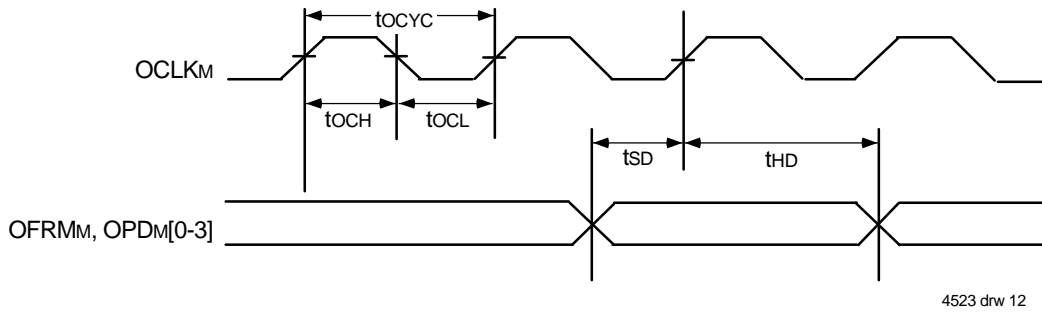 tOCYC
OCLKM
tOCH
tOCL
tSD
tHD
OFRMM, OPDM[0-3]
4523 drw 12